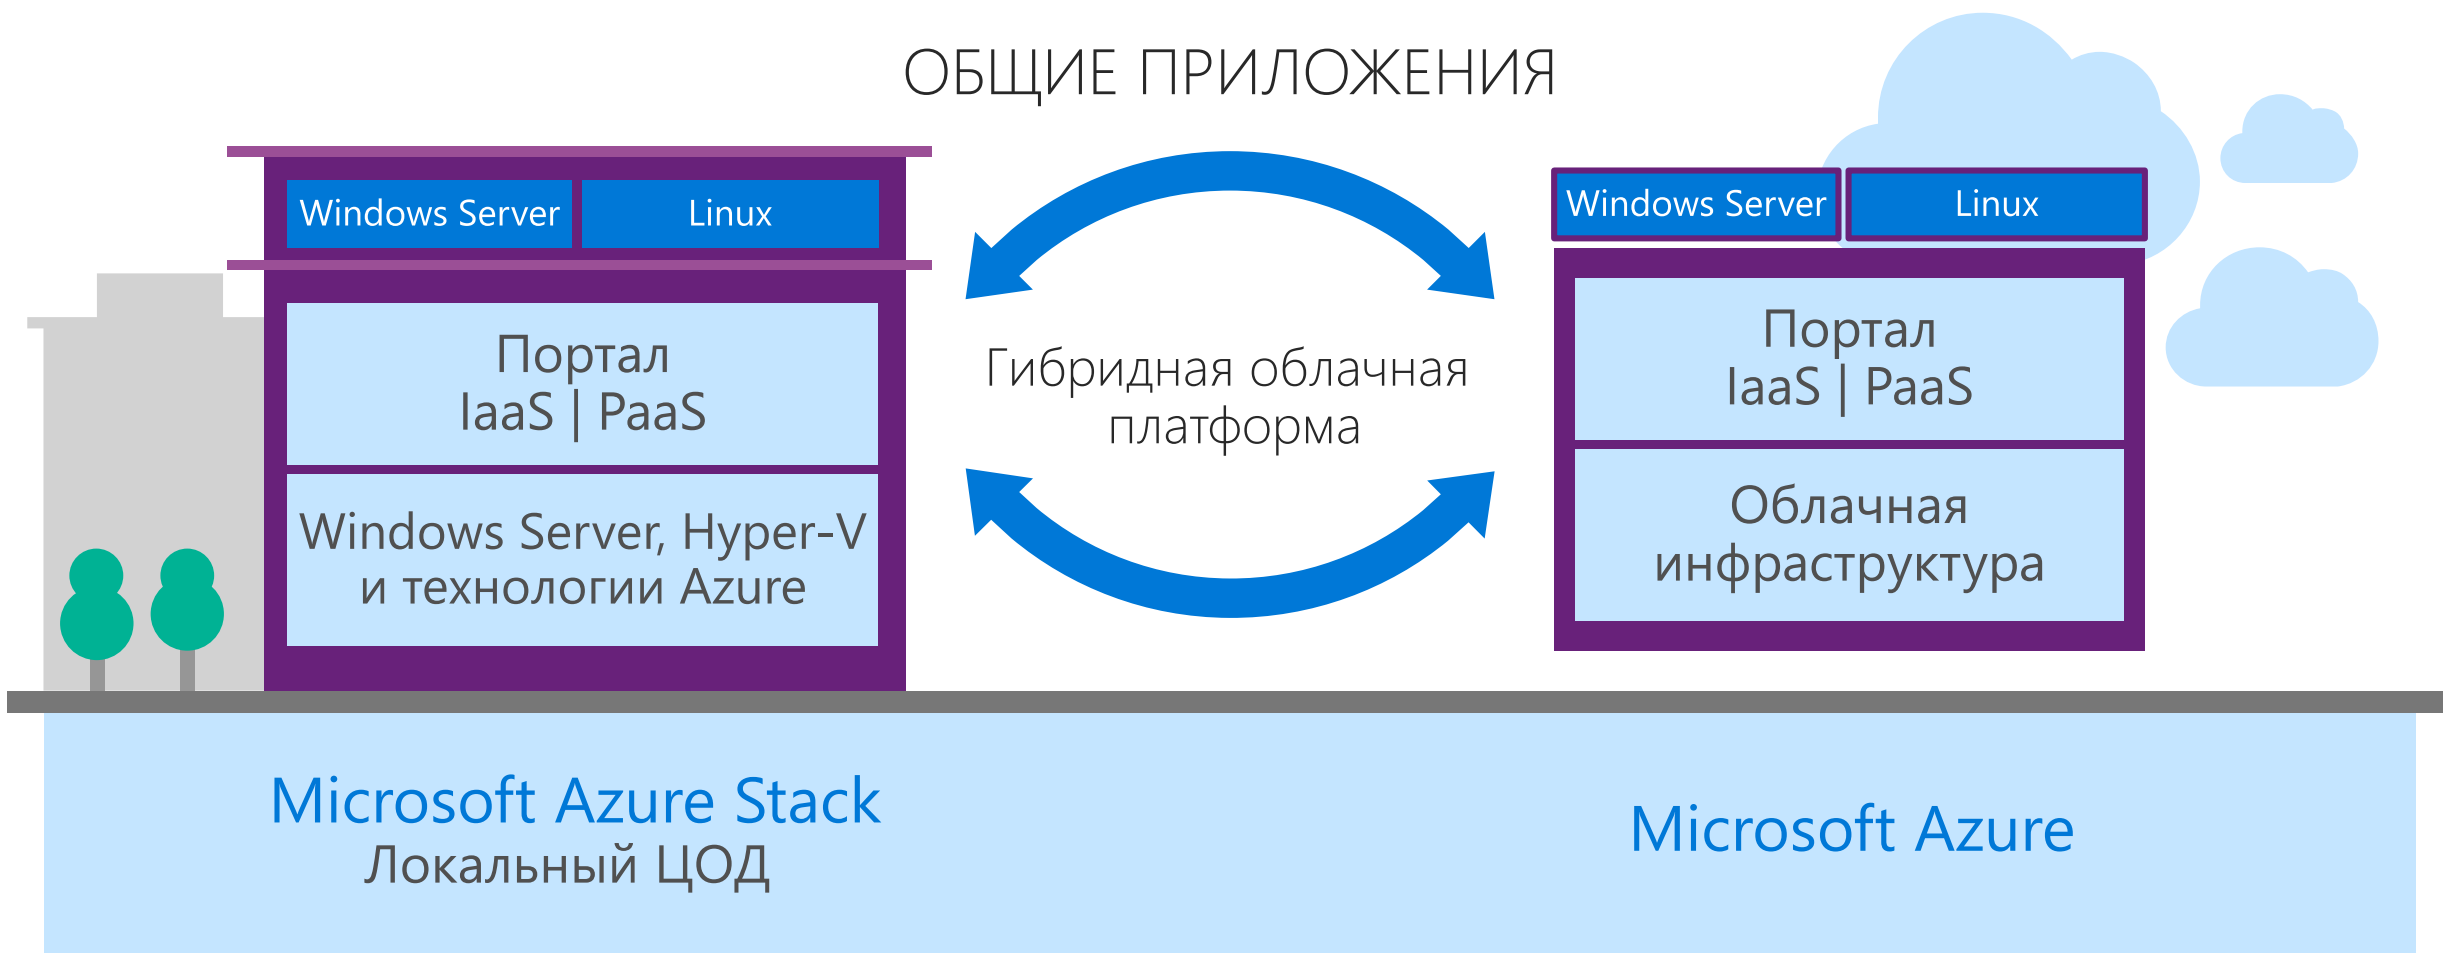 ОБЩИЕ ПРИЛОЖЕНИЯ
Windows Server
Linux
Портал
IaaS | PaaS
Windows Server, Hyper-V
и технологии Azure
Гибридная облачная
платформа
Windows Server
Linux
Портал
IaaS | PaaS
Облачная
инфраструктура
Microsoft Azure Stack
Локальный ЦОД
Microsoft Azure